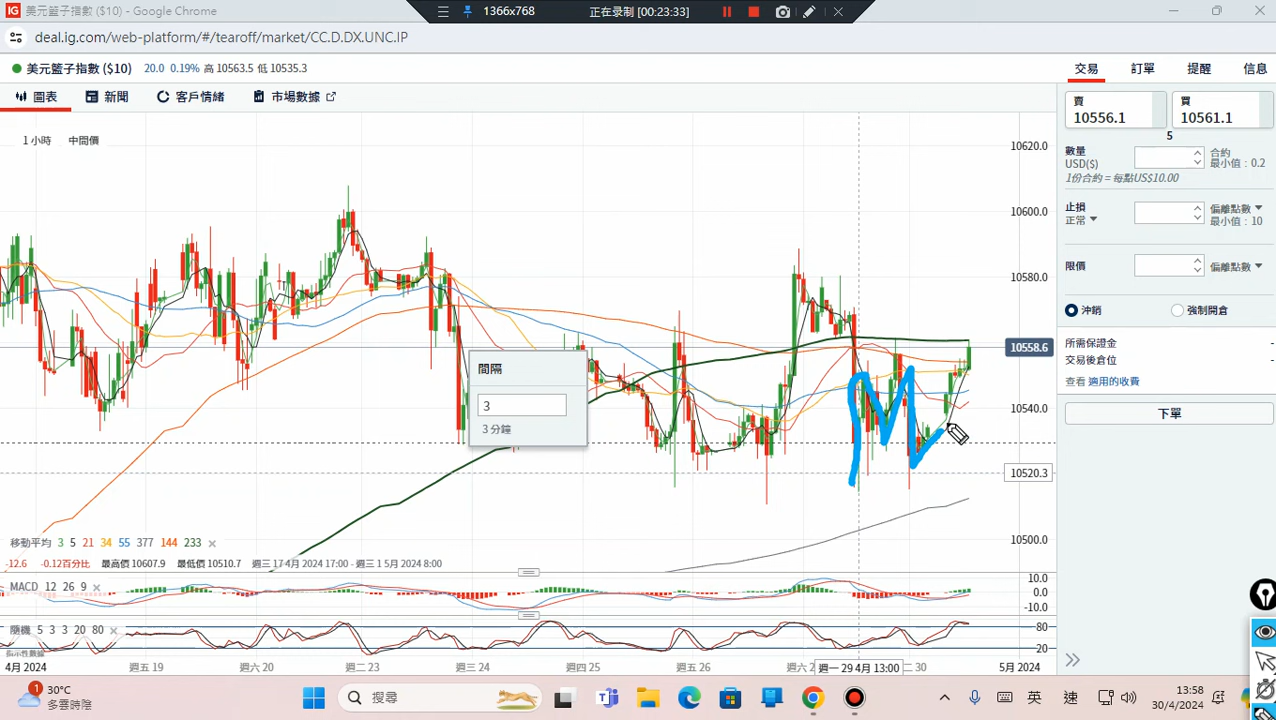 IG 美元籃子指數 ($10) - Google Chrome
1366x768 正在录制 [00:23:33]
deal.ig.com/web-platform/#/tearoff/market/CC.D.DX.UNC.IP
美元籃子指數 ($10) 20.0 0.19% 高 10563.5 低 10535.3
交易 訂單 提醒 信息
圖表 新聞 客戶情緒 市場數據
1 小時 中間價
賣 10556.1
買 10561.1
5
數量
USD($)
合約
最小值 : 0.2
1份合約 = 每點US$10.00
止損
正常
偏離點數
最小值 : 10
限價
偏離點數
沖銷 強制開倉
所需保證金 -
交易後倉位 -
查看 適用的收費
下單
10620.0
10600.0
10580.0
10558.6
10540.0
10520.3
10500.0
間隔
3
3 分鐘
移動平均 3 5 21 34 55 377 144 233
-12.6 -0.12百分比 最高價 10607.9 最低價 10510.7 週三 17 4月 2024 17:00 - 週三 1 5月 2024 8:00
MACD 12 26 9
10.0
0.0
-10.0
隨機 5 3 3 20 80
80
20
指示性數據
4月 2024 週五 19 週六 20 週二 23 週三 24 週四 25 週五 26 週六 2 週一 29 4月 13:00 二 30 5月 2024
1
30°C
多雲時陰
搜尋
英 速
13:58
30/4/2024